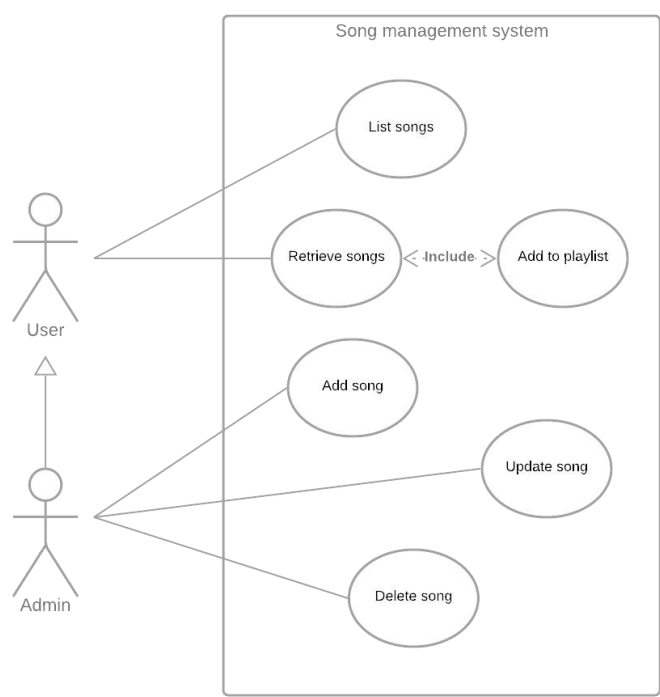 Song management system
List songs
Retrieve songs
Include
Add to playlist
User
Add song
Update song
Delete song
Admin